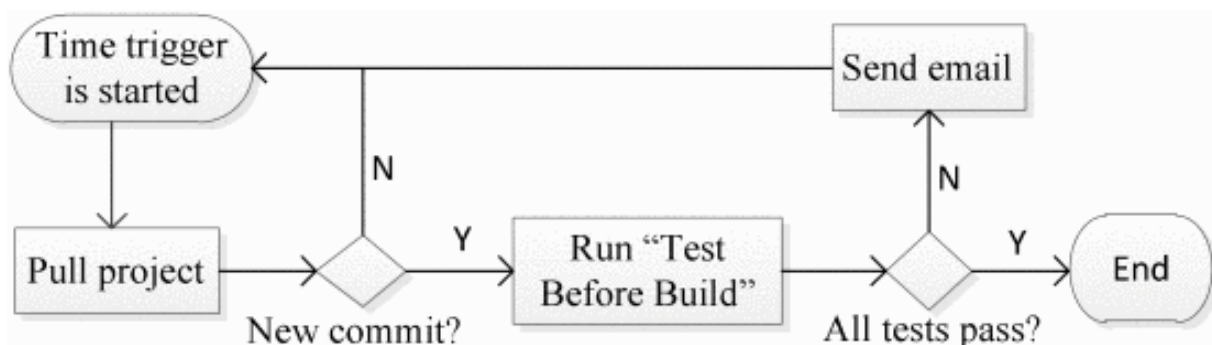 Time trigger
is started
Send email
N
N
Pull project
Y
Run “Test
Before Build”
Y
End
New commit?
All tests pass?